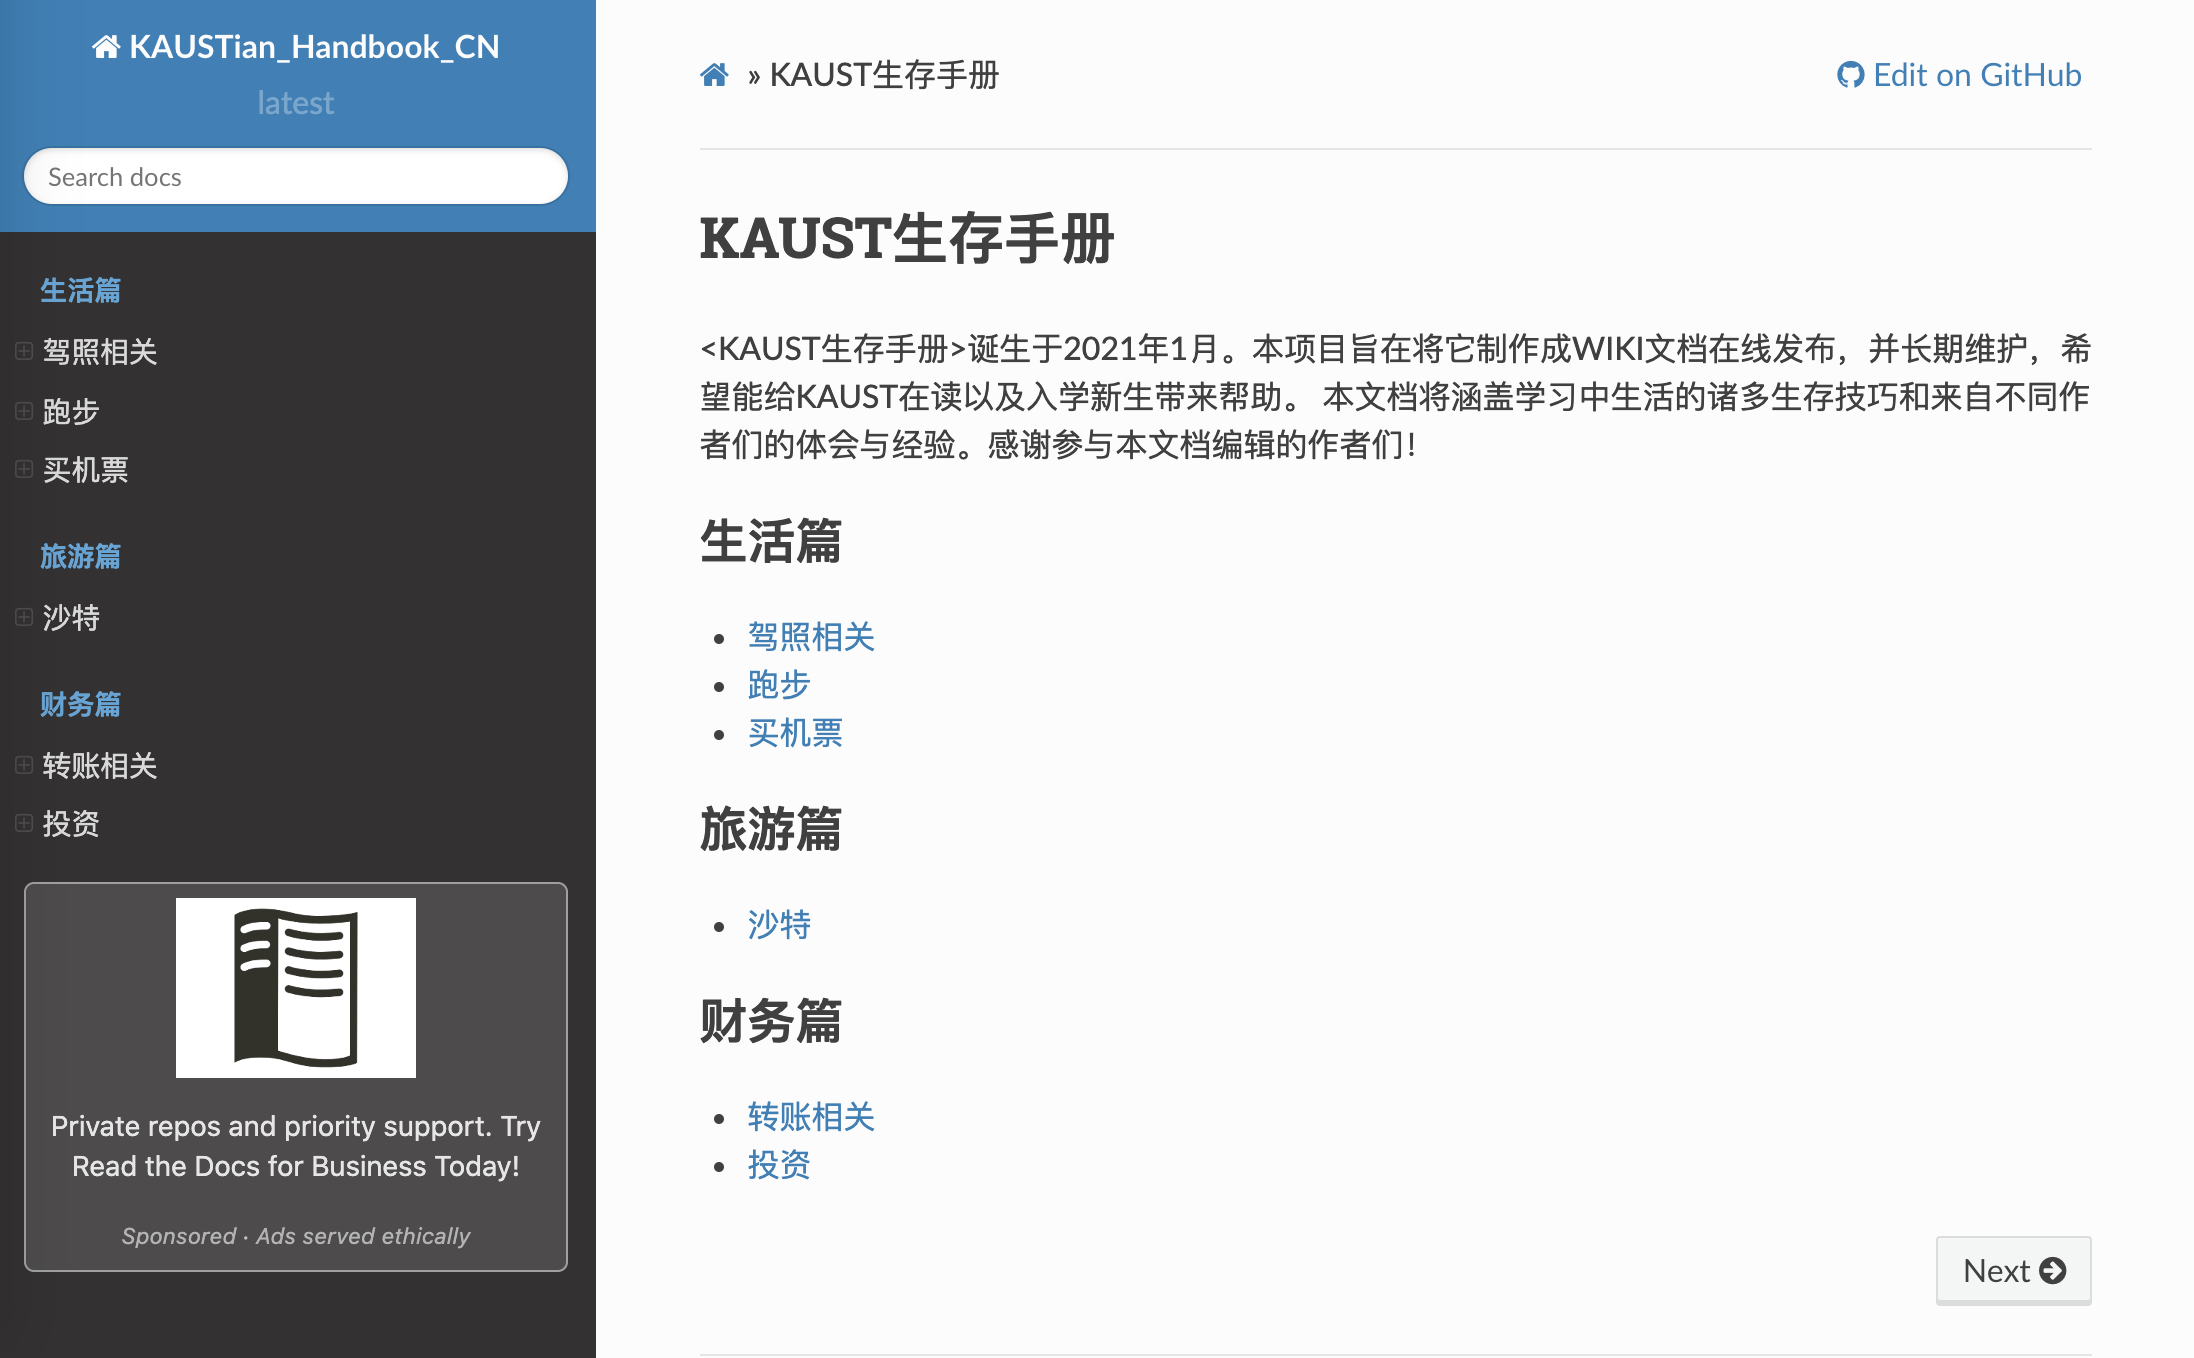 KAUSTian_Handbook_CN
latest
Search docs
生活篇
驾照相关
跑步
买机票
旅游篇
沙特
财务篇
转账相关
投资
Private repos and priority support. Try
Read the Docs for Business Today!
Sponsored · Ads served ethically
» KAUST生存手册
Edit on GitHub
KAUST生存手册
<KAUST生存手册>诞生于2021年1月。本项目旨在将它制作成WIKI文档在线发布，并长期维护，希
望能给KAUST在读以及入学新生带来帮助。 本文档将涵盖学习中生活的诸多生存技巧和来自不同作
者们的体会与经验。感谢参与本文档编辑的作者们！
生活篇
• 驾照相关
• 跑步
• 买机票
旅游篇
• 沙特
财务篇
• 转账相关
• 投资
Next